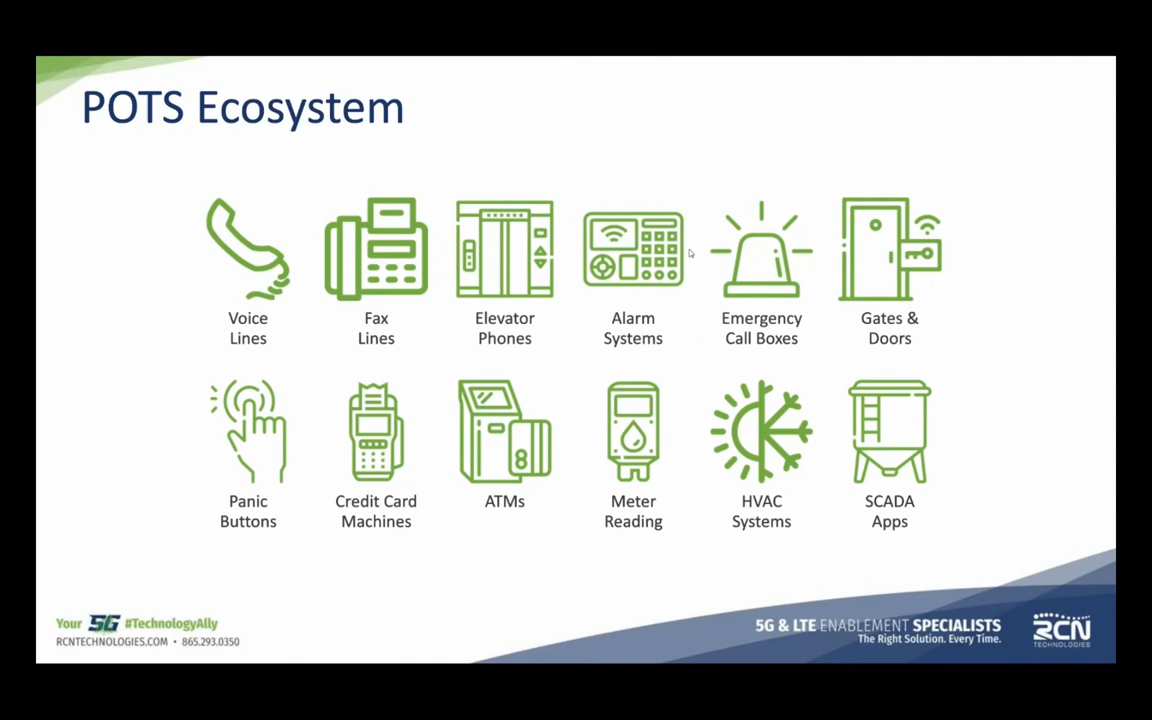 POTS Ecosystem
Voice
Lines
Fax
Lines
Elevator
Phones
Alarm
Systems
Emergency
Call Boxes
Gates &
Doors
Panic
Buttons
Credit Card
Machines
ATMs
Meter
Reading
HVAC
Systems
SCADA
Apps
Your 5G #TechnologyAlly
RCNTECHNOLOGIES.COM • 865.293.0350
5G & LTE ENABLEMENT SPECIALISTS
The Right Solution. Every Time.
RCN
TECHNOLOGIES